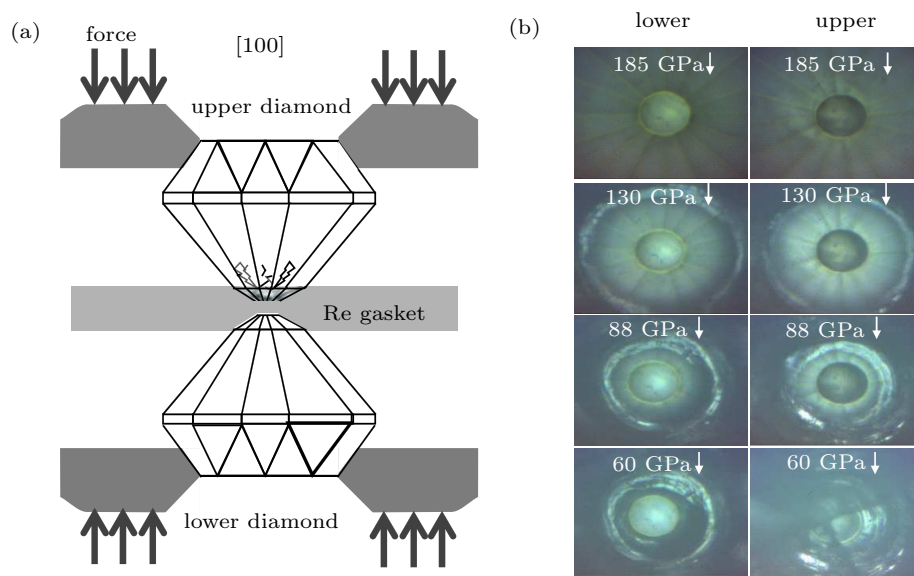 (a)
force
[100]
upper diamond
Re gasket
lower diamond
(b)
lower
upper
185 GPa↓
185 GPa↓
130 GPa↓
130 GPa↓
88 GPa↓
88 GPa↓
60 GPa↓
60 GPa↓